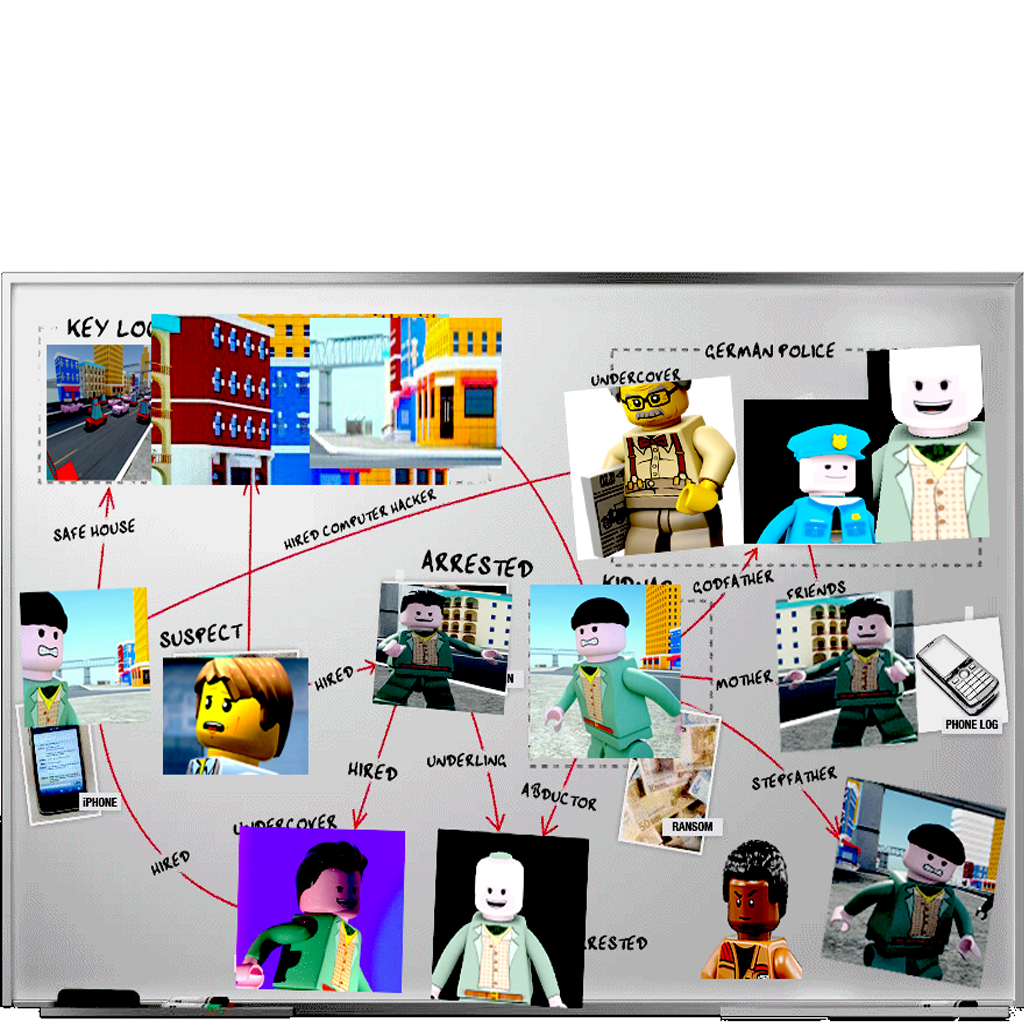 KEY LOC
GERMAN POLICE
UNDERCOVER
SAFE HOUSE
HIRED COMPUTER HACKER
ARRESTED
KIDNAP
GODFATHER
FRIENDS
SUSPECT
HIRED
MOTHER
PHONE LOG
iPHONE
HIRED
UNDERLING
ABDUCTOR
STEPFATHER
RANSOM
UNDERCOVER
HIRED
RRESTED